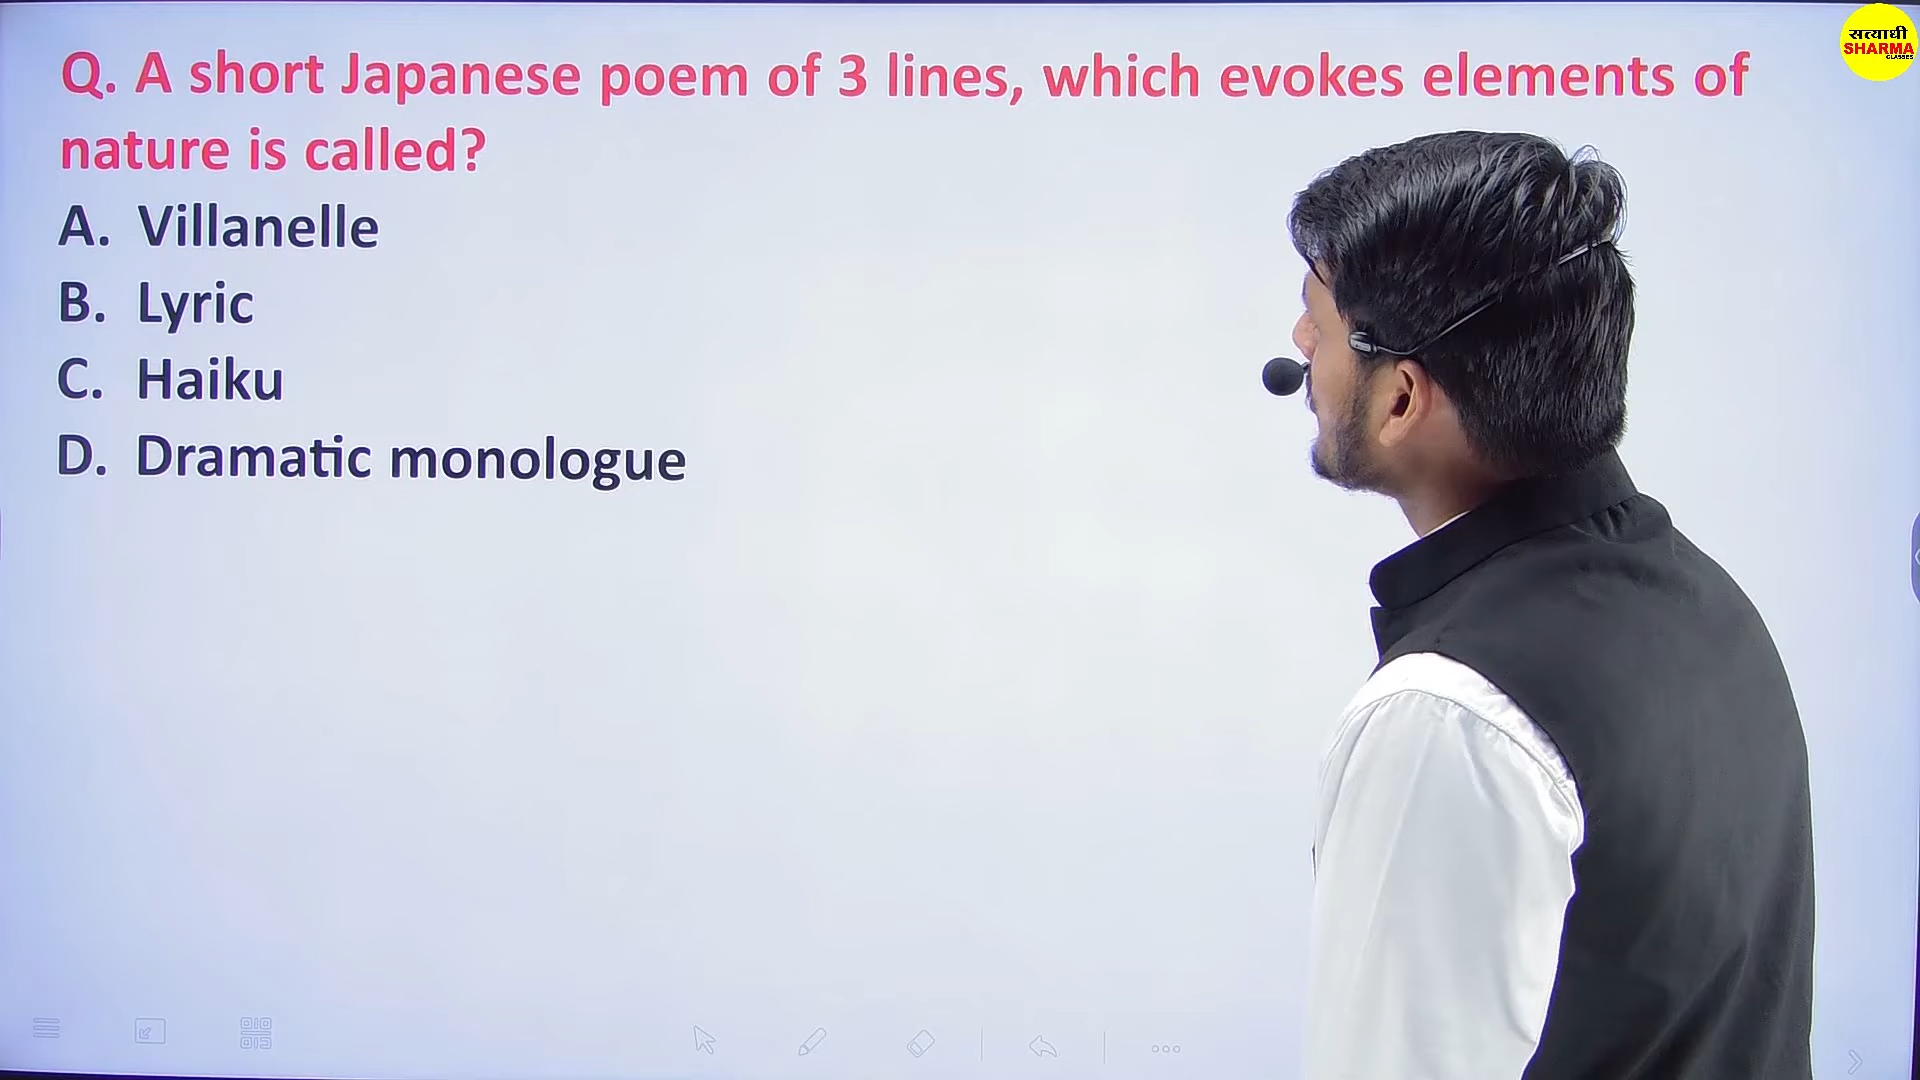 सत्याधी
SHARMA
CLASSES
Q. A short Japanese poem of 3 lines, which evokes elements of
nature is called?
A. Villanelle
B. Lyric
C. Haiku
D. Dramatic monologue